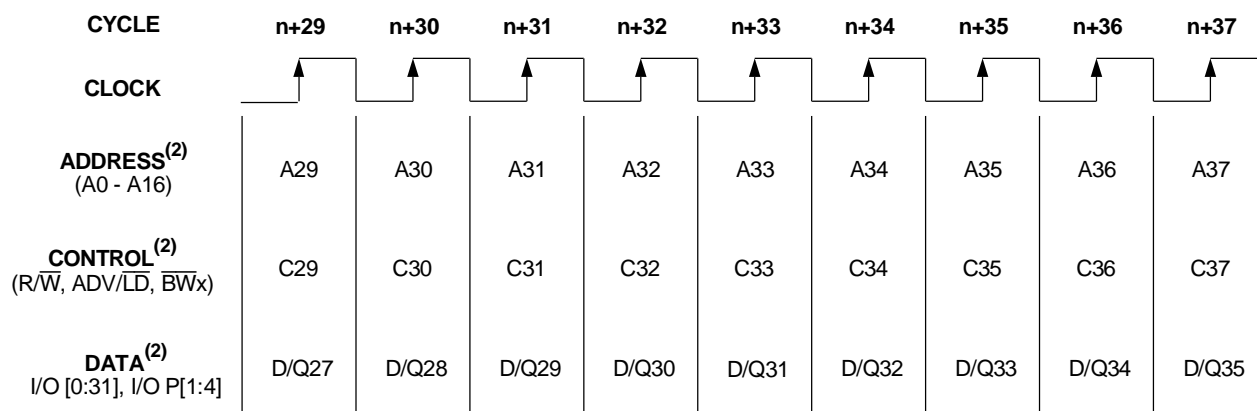 CYCLE n+29 n+30 n+31 n+32 n+33 n+34 n+35 n+36 n+37
CLOCK
ADDRESS(2)
(A0 - A16) A29 A30 A31 A32 A33 A34 A35 A36 A37
CONTROL(2)
(R/W̅, ADV/L̅D̅, B̅W̅x) C29 C30 C31 C32 C33 C34 C35 C36 C37
DATA(2)
I/O [0:31], I/O P[1:4] D/Q27 D/Q28 D/Q29 D/Q30 D/Q31 D/Q32 D/Q33 D/Q34 D/Q35